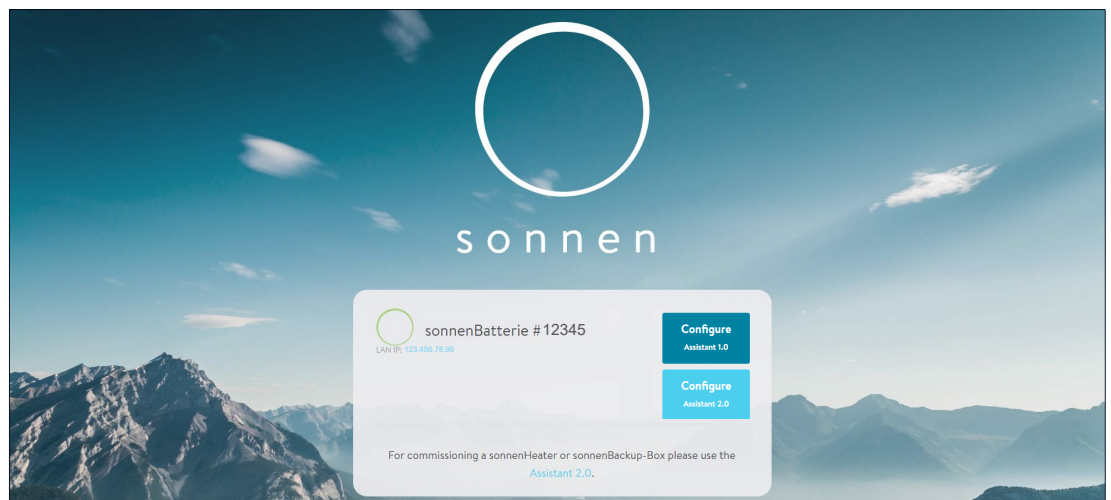 sonnen
sonnenBatterie #12345
LAN IP: 123.456.78.99
Configure
Assistant 1.0
Configure
Assistant 2.0
For commissioning a sonnenHeater or sonnenBackup-Box please use the
Assistant 2.0.